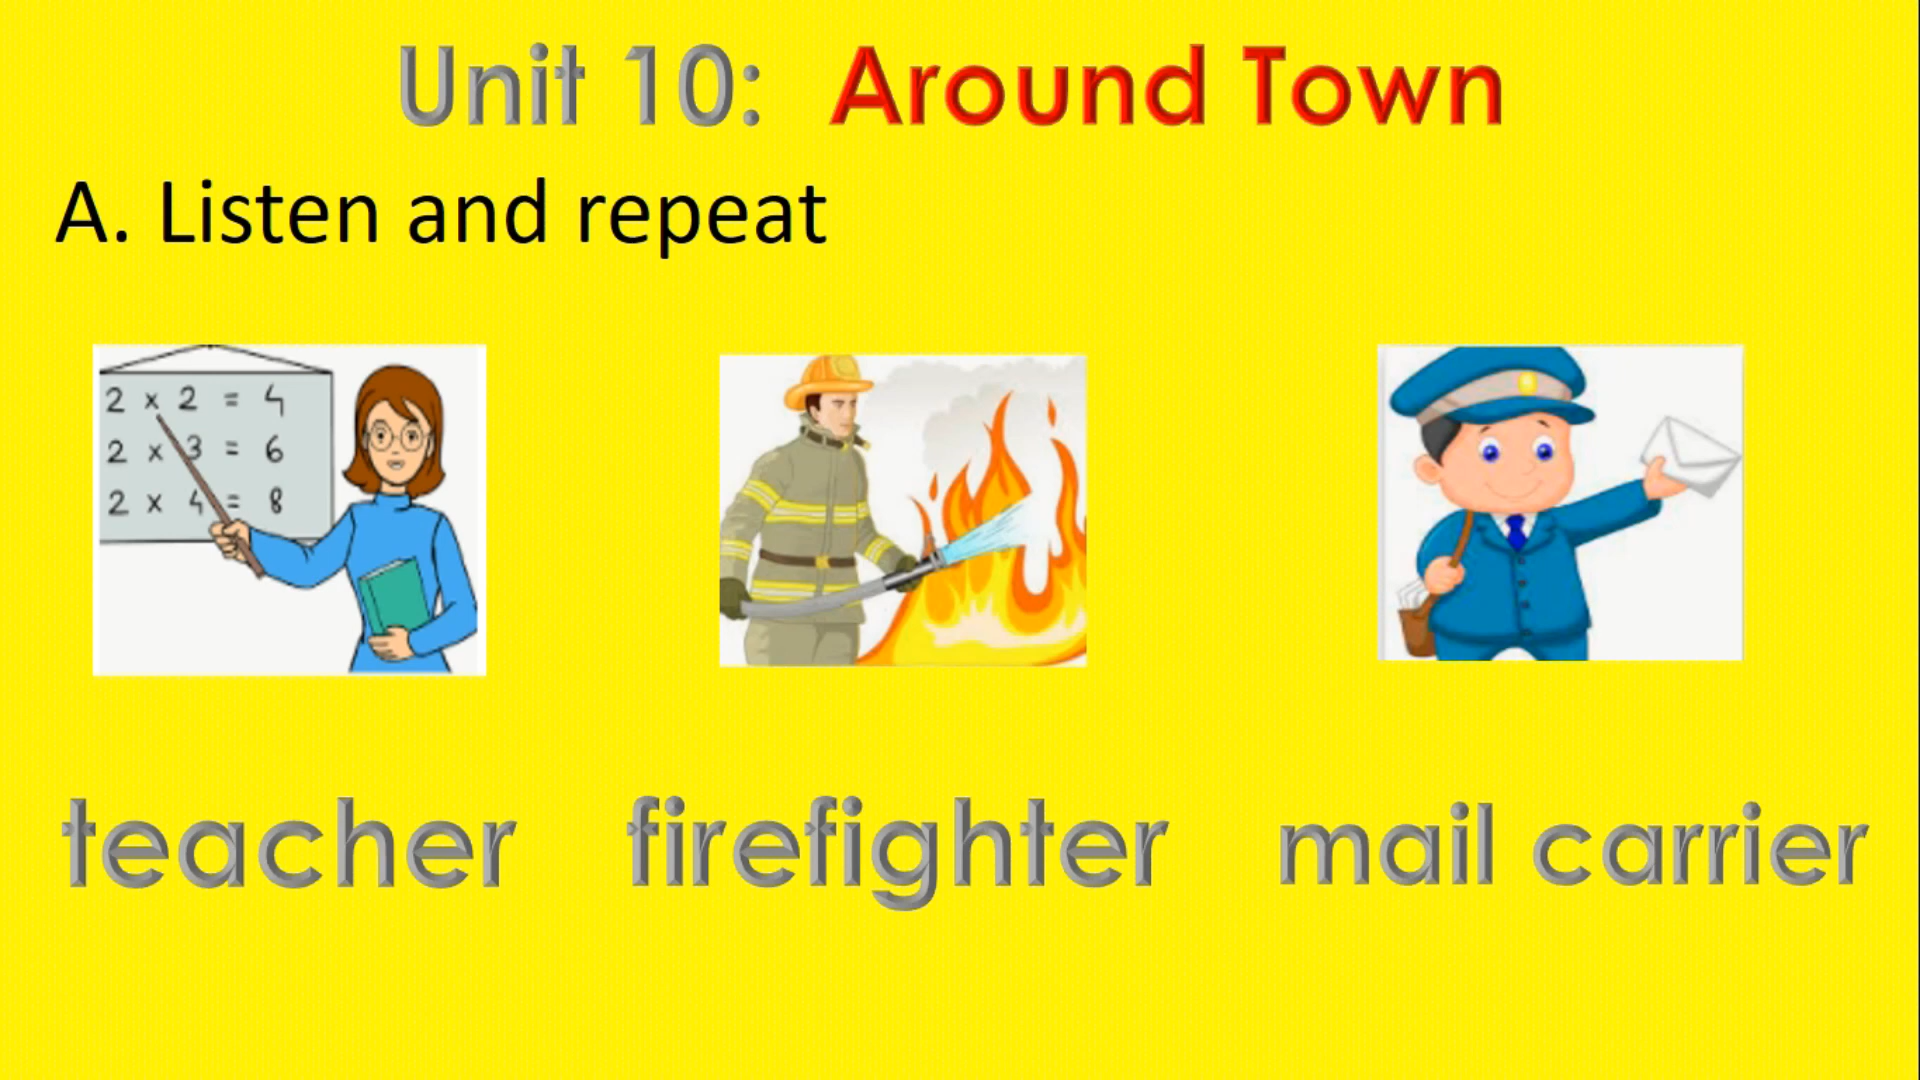 Unit 10: Around Town
A. Listen and repeat
2 x 2 = 4
2 x 3 = 6
2 x 4 = 8
teacher firefighter mail carrier